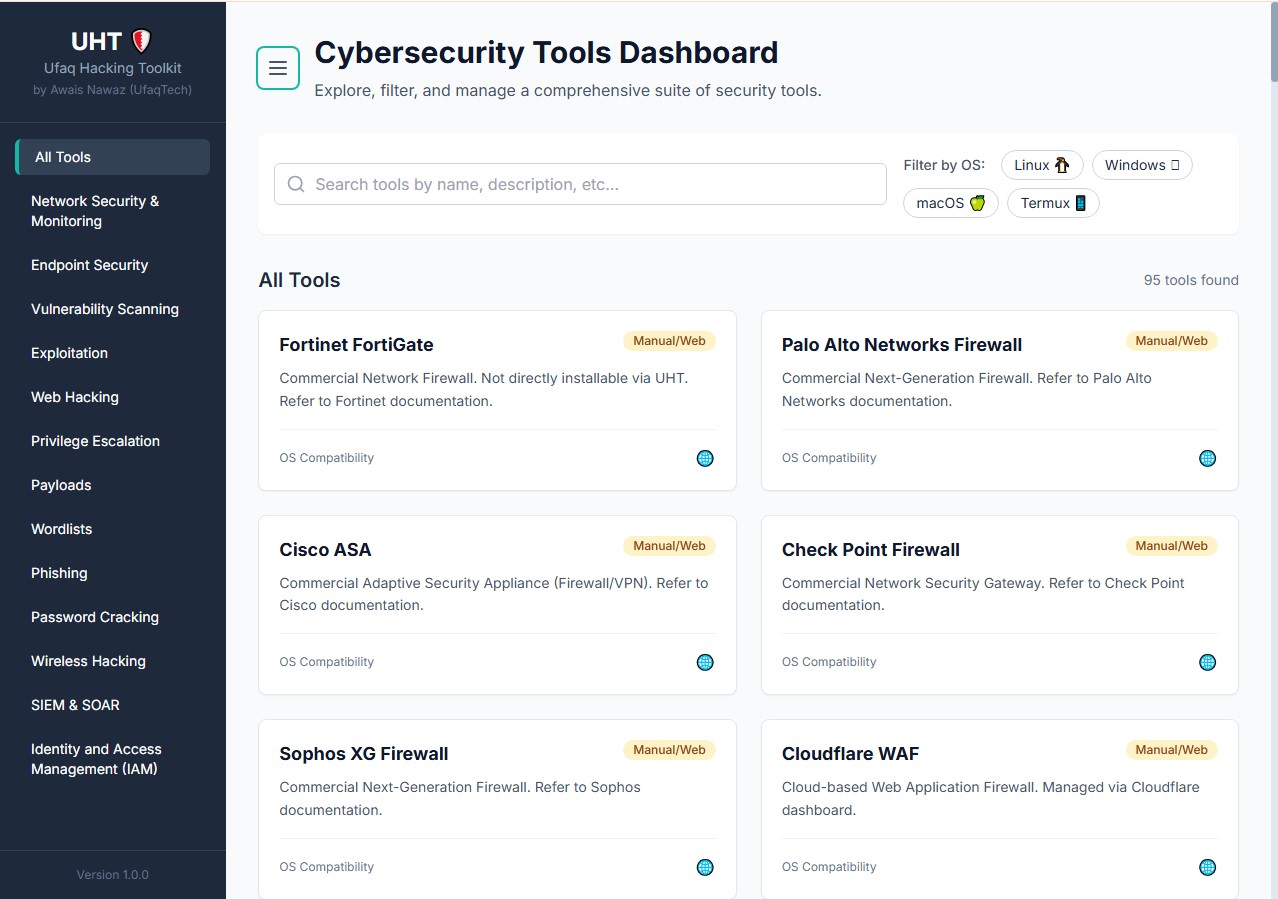 UHT
Ufaq Hacking Toolkit
by Awais Nawaz (UfaqTech)
All Tools
Network Security &
Monitoring
Endpoint Security
Vulnerability Scanning
Exploitation
Web Hacking
Privilege Escalation
Payloads
Wordlists
Phishing
Password Cracking
Wireless Hacking
SIEM & SOAR
Identity and Access
Management (IAM)
Version 1.0.0
Cybersecurity Tools Dashboard
Explore, filter, and manage a comprehensive suite of security tools.
Search tools by name, description, etc...
Filter by OS:
Linux
Windows
macOS
Termux
All Tools
95 tools found
Fortinet FortiGate
Manual/Web
Commercial Network Firewall. Not directly installable via UHT.
Refer to Fortinet documentation.
OS Compatibility
Palo Alto Networks Firewall
Manual/Web
Commercial Next-Generation Firewall. Refer to Palo Alto
Networks documentation.
OS Compatibility
Cisco ASA
Manual/Web
Commercial Adaptive Security Appliance (Firewall/VPN). Refer to
Cisco documentation.
OS Compatibility
Check Point Firewall
Manual/Web
Commercial Network Security Gateway. Refer to Check Point
documentation.
OS Compatibility
Sophos XG Firewall
Manual/Web
Commercial Next-Generation Firewall. Refer to Sophos
documentation.
OS Compatibility
Cloudflare WAF
Manual/Web
Cloud-based Web Application Firewall. Managed via Cloudflare
dashboard.
OS Compatibility